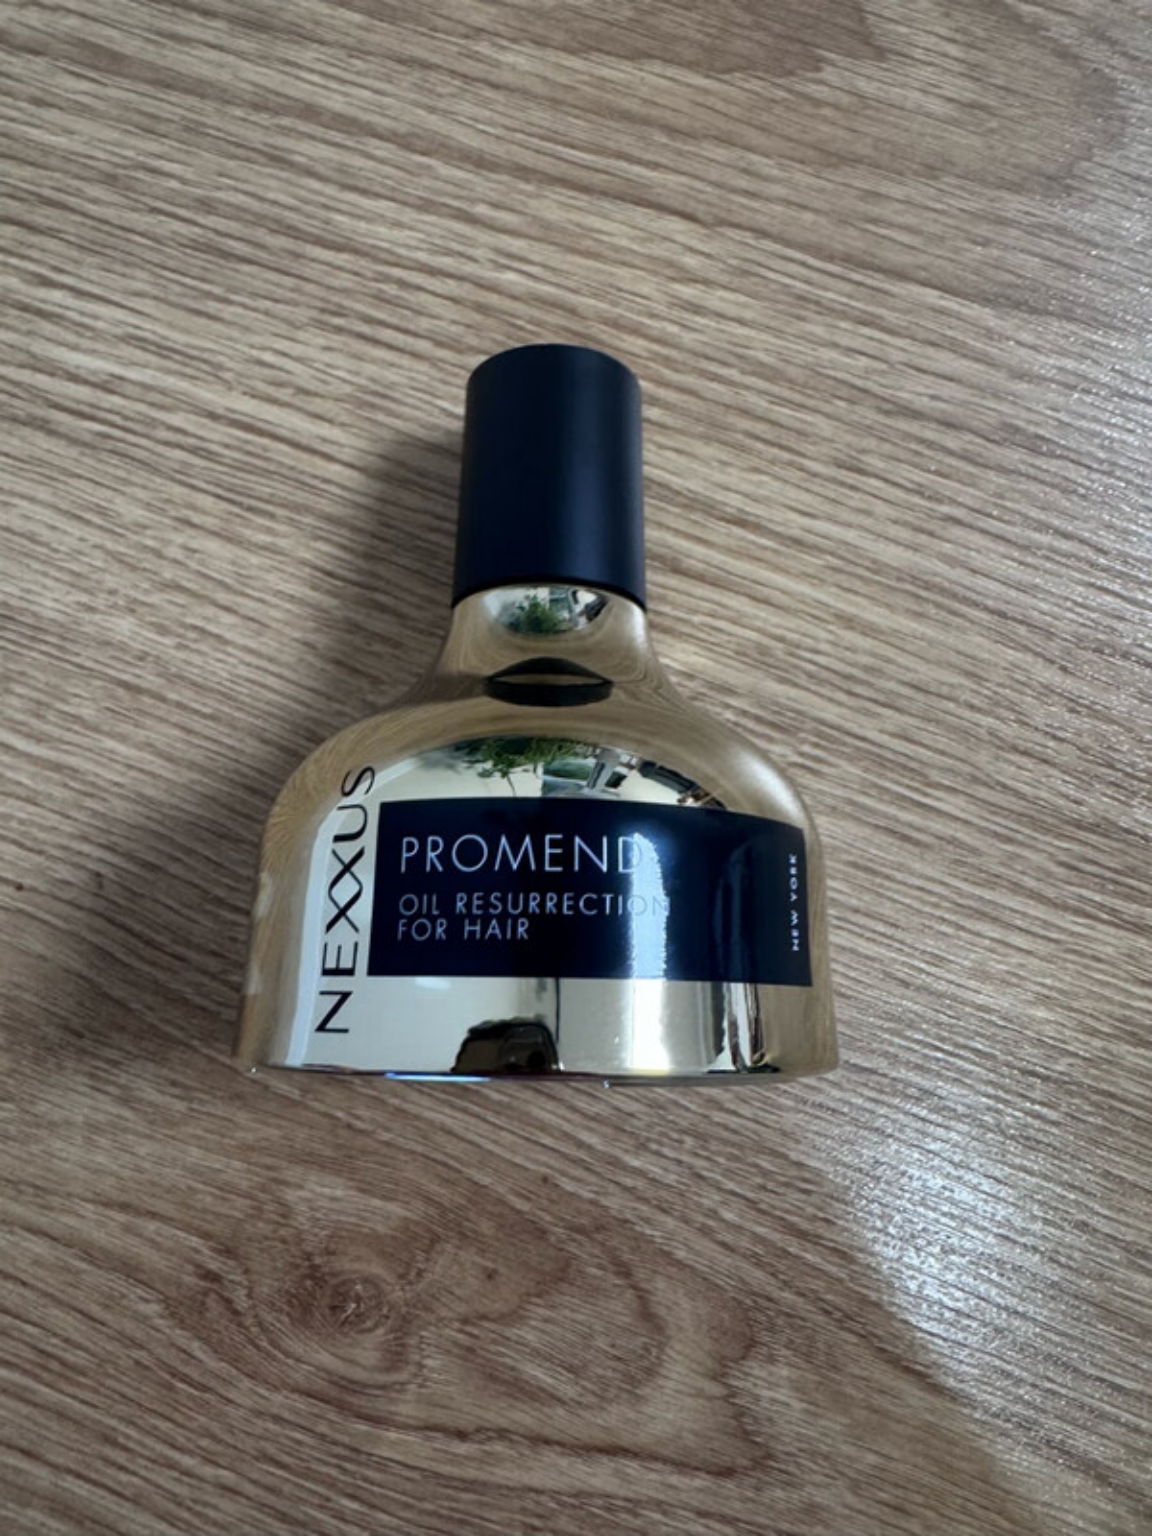 NEXXUS
PROMEND
OIL RESURRECTION
FOR HAIR
NEW YORK